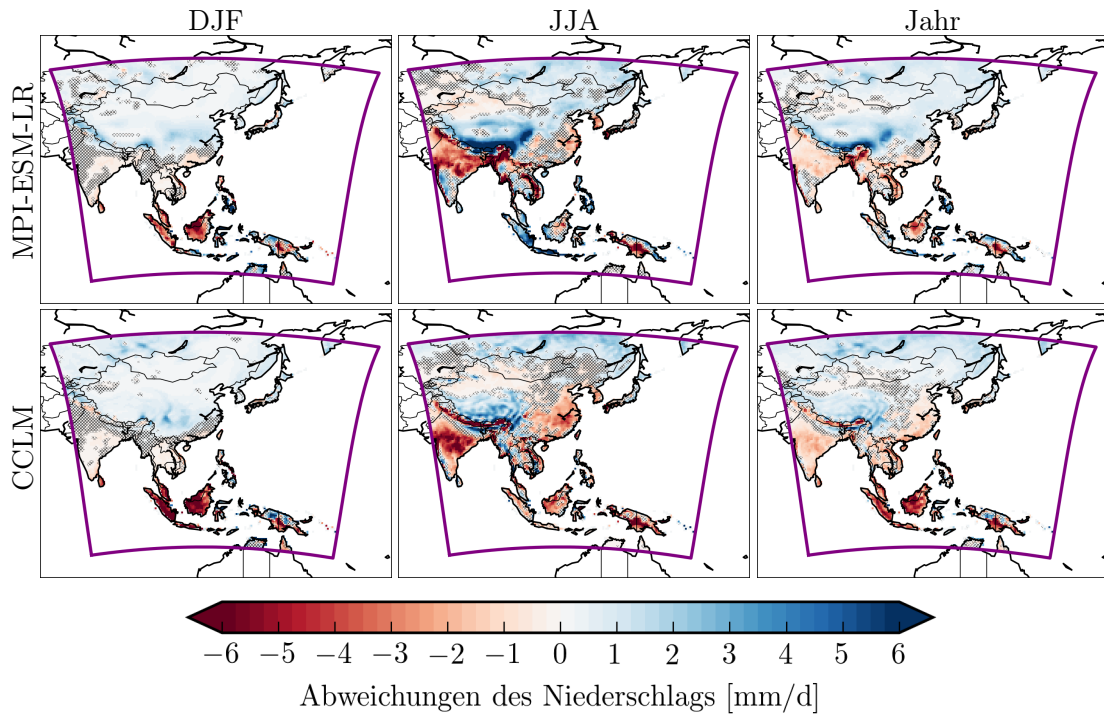 DJF JJA Jahr
MPI-ESM-LR
CCLM
−6 −5 −4 −3 −2 −1 0 1 2 3 4 5 6
Abweichungen des Niederschlags [mm/d]